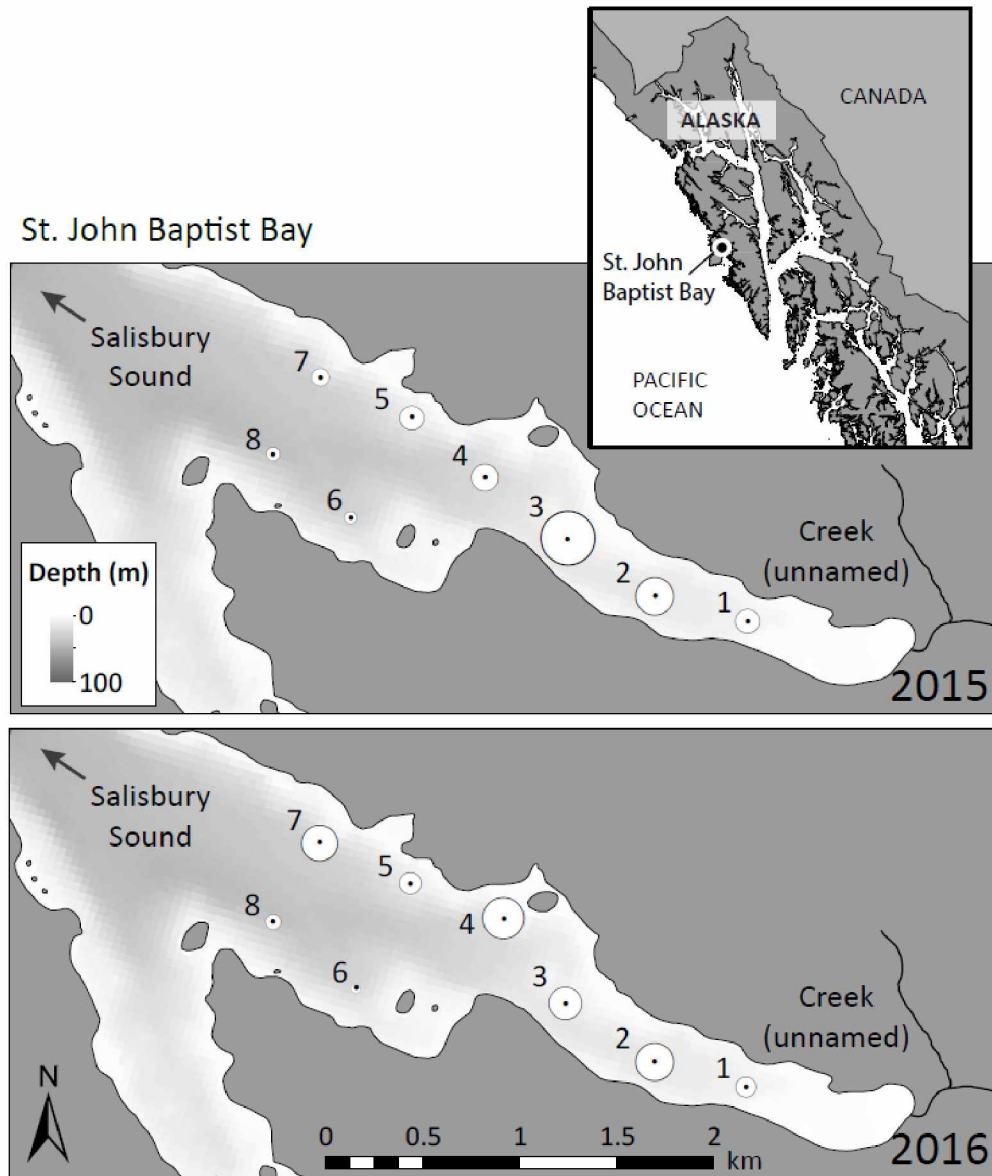 CANADA
ALASKA
St. John
Baptist Bay
PACIFIC
OCEAN
St. John Baptist Bay
Salisbury
Sound
7
5
8
4
6
3
2
1
Creek
(unnamed)
Depth (m)
0
100
2015
Salisbury
Sound
7
5
8
4
6
3
2
1
Creek
(unnamed)
N
0 0.5 1 1.5 2
km
2016